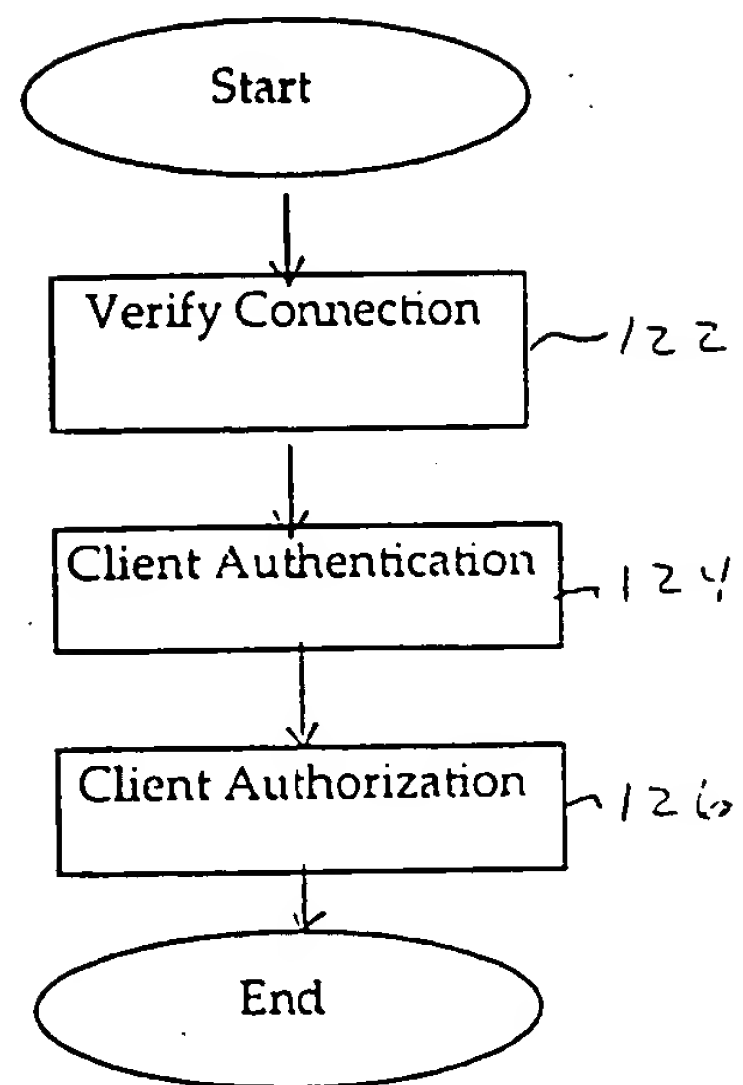 Start
Verify Connection
122
Client Authentication
124
Client Authorization
126
End